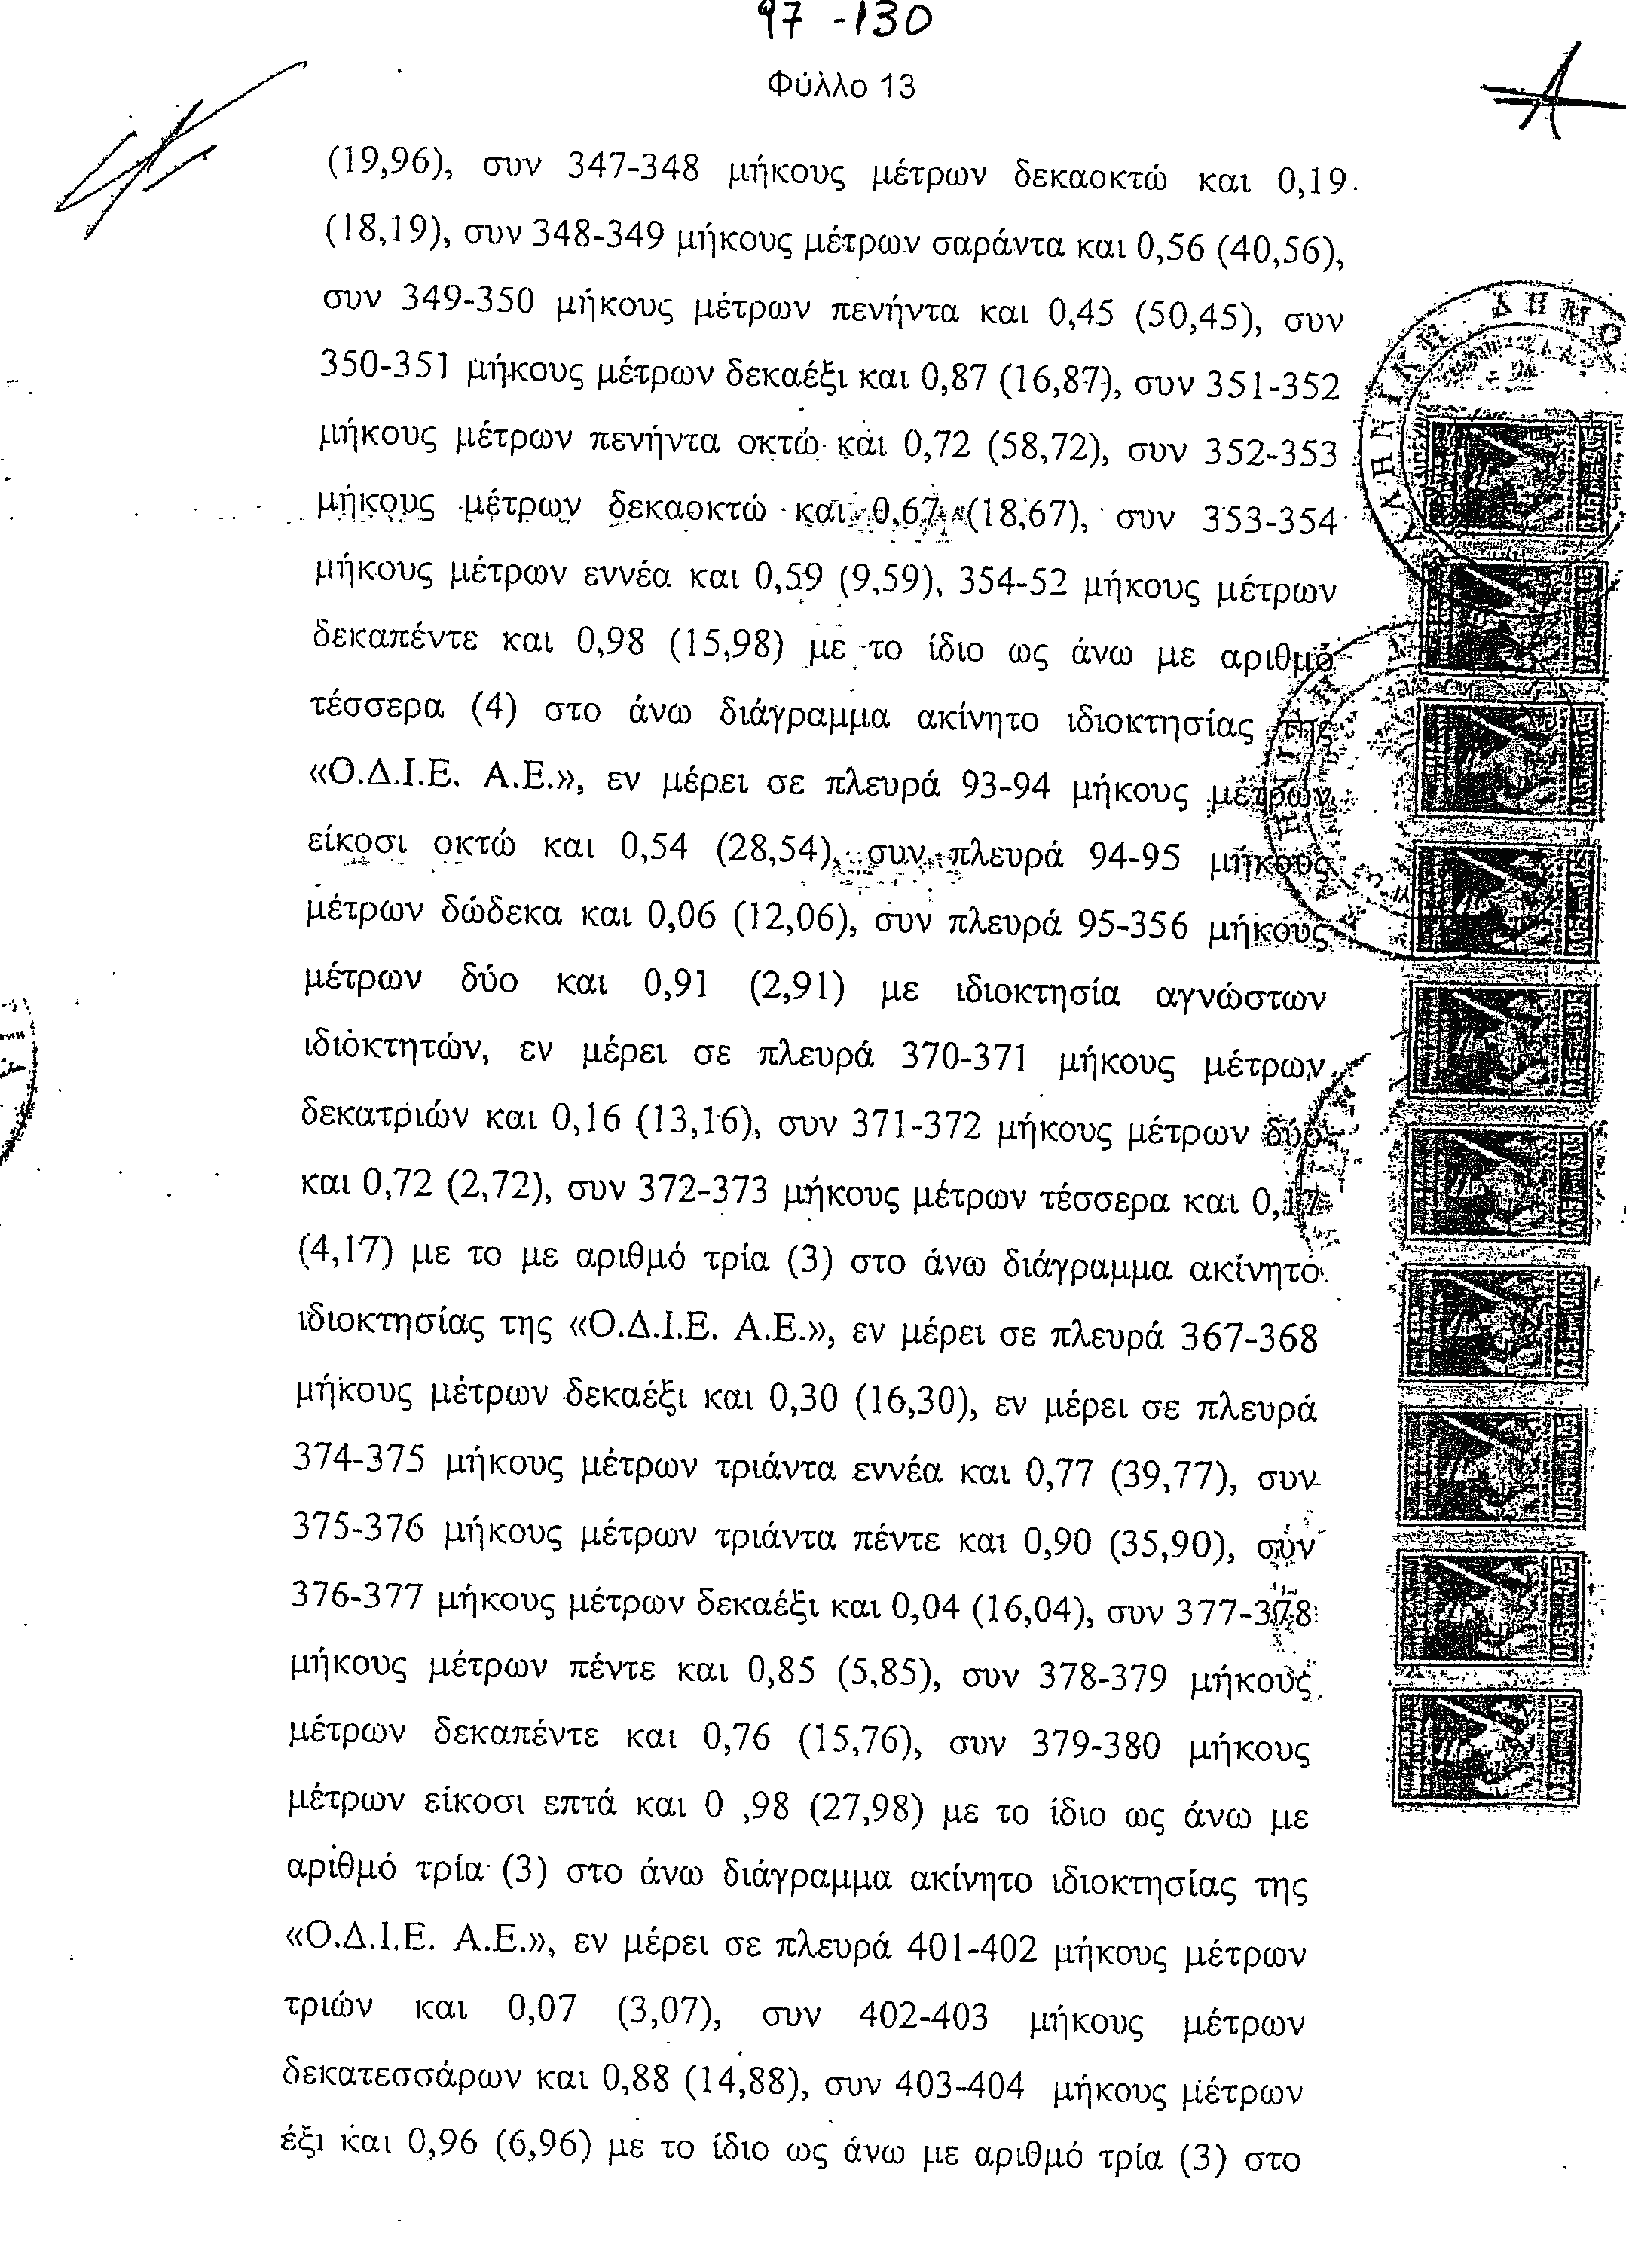 97 -130
Φύλλο 13
(19,96), συν 347-348 μήκους μέτρων δεκαοκτώ και 0,19
(18,19), συν 348-349 μήκους μέτρων σαράντα και 0,56 (40,56),
συν 349-350 μήκους μέτρων πενήντα και 0,45 (50,45), συν
350-351 μήκους μέτρων δεκαέξι και 0,87 (16,87), συν 351-352
μήκους μέτρων πενήντα οκτώ και 0,72 (58,72), συν 352-353
μήκους μέτρων δεκαοκτώ και 0,67 (18,67), συν 353-354
μήκους μέτρων εννέα και 0,59 (9,59), 354-52 μήκους μέτρων
δεκαπέντε και 0,98 (15,98) με το ίδιο ως άνω με αριθμό
τέσσερα (4) στο άνω διάγραμμα ακίνητο ιδιοκτησίας της
«Ο.Δ.Ι.Ε. Α.Ε.», εν μέρει σε πλευρά 93-94 μήκους μέτρων
είκοσι οκτώ και 0,54 (28,54), συν πλευρά 94-95 μήκους
μέτρων δώδεκα και 0,06 (12,06), συν πλευρά 95-356 μήκους
μέτρων δύο και 0,91 (2,91) με ιδιοκτησία αγνώστων
ιδιοκτητών, εν μέρει σε πλευρά 370-371 μήκους μέτρων
δεκατριών και 0,16 (13,16), συν 371-372 μήκους μέτρων δύο
και 0,72 (2,72), συν 372-373 μήκους μέτρων τέσσερα και 0,17
(4,17) με το με αριθμό τρία (3) στο άνω διάγραμμα ακίνητο
ιδιοκτησίας της «Ο.Δ.Ι.Ε. Α.Ε.», εν μέρει σε πλευρά 367-368
μήκους μέτρων δεκαέξι και 0,30 (16,30), εν μέρει σε πλευρά
374-375 μήκους μέτρων τριάντα εννέα και 0,77 (39,77), συν
375-376 μήκους μέτρων τριάντα πέντε και 0,90 (35,90), συν
376-377 μήκους μέτρων δεκαέξι και 0,04 (16,04), συν 377-378
μήκους μέτρων πέντε και 0,85 (5,85), συν 378-379 μήκους
μέτρων δεκαπέντε και 0,76 (15,76), συν 379-380 μήκους
μέτρων είκοσι επτά και 0 ,98 (27,98) με το ίδιο ως άνω με
αριθμό τρία (3) στο άνω διάγραμμα ακίνητο ιδιοκτησίας της
«Ο.Δ.Ι.Ε. Α.Ε.», εν μέρει σε πλευρά 401-402 μήκους μέτρων
τριών και 0,07 (3,07), συν 402-403 μήκους μέτρων
δεκατεσσάρων και 0,88 (14,88), συν 403-404 μήκους μέτρων
έξι και 0,96 (6,96) με το ίδιο ως άνω με αριθμό τρία (3) στο